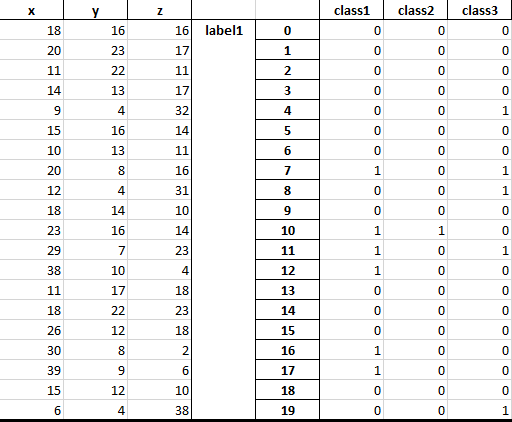 x y z class1 class2 class3
18 16 16 label1 0 0 0 0
20 23 17 1 0 0 0
11 22 11 2 0 0 0
14 13 17 3 0 0 0
9 4 32 4 0 0 1
15 16 14 5 0 0 0
10 13 11 6 0 0 0
20 8 16 7 1 0 1
12 4 31 8 0 0 1
18 14 10 9 0 0 0
23 16 14 10 1 1 0
29 7 23 11 1 0 1
38 10 4 12 1 0 0
11 17 18 13 0 0 0
18 22 23 14 0 0 0
26 12 18 15 0 0 0
30 8 2 16 1 0 0
39 9 6 17 1 0 0
15 12 10 18 0 0 0
6 4 38 19 0 0 1